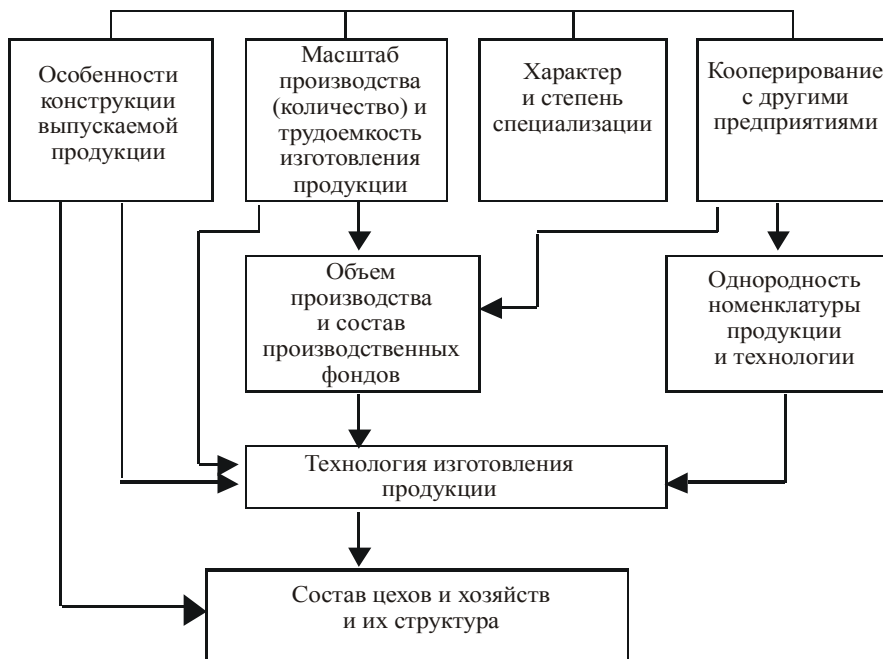 Особенности
конструкции
выпускаемой
продукции
Масштаб
производства
(количество) и
трудоемкость
изготовления
продукции
Характер
и степень
специализации
Кооперирование
с другими
предприятиями
Объем
производства
и состав
производственных
фондов
Однородность
номенклатуры
продукции
и технологии
Технология изготовления
продукции
Состав цехов и хозяйств
и их структура